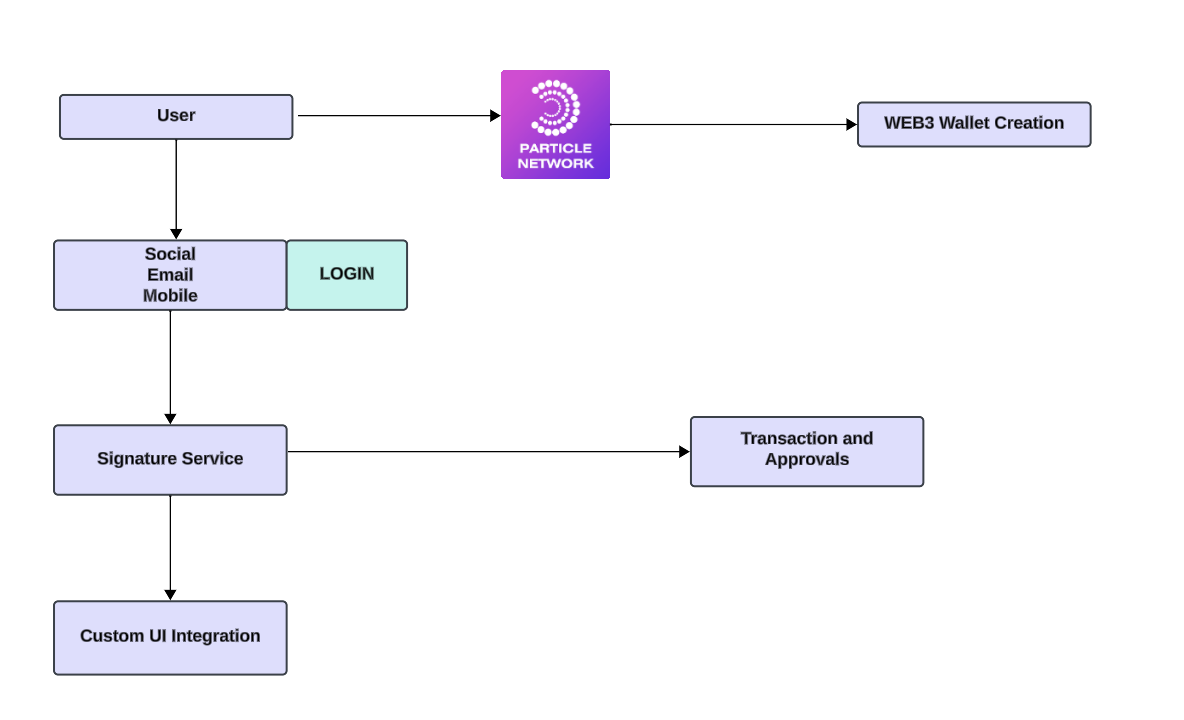 User
PARTICLE
NETWORK
WEB3 Wallet Creation
Social
Email
Mobile
LOGIN
Signature Service
Transaction and
Approvals
Custom UI Integration